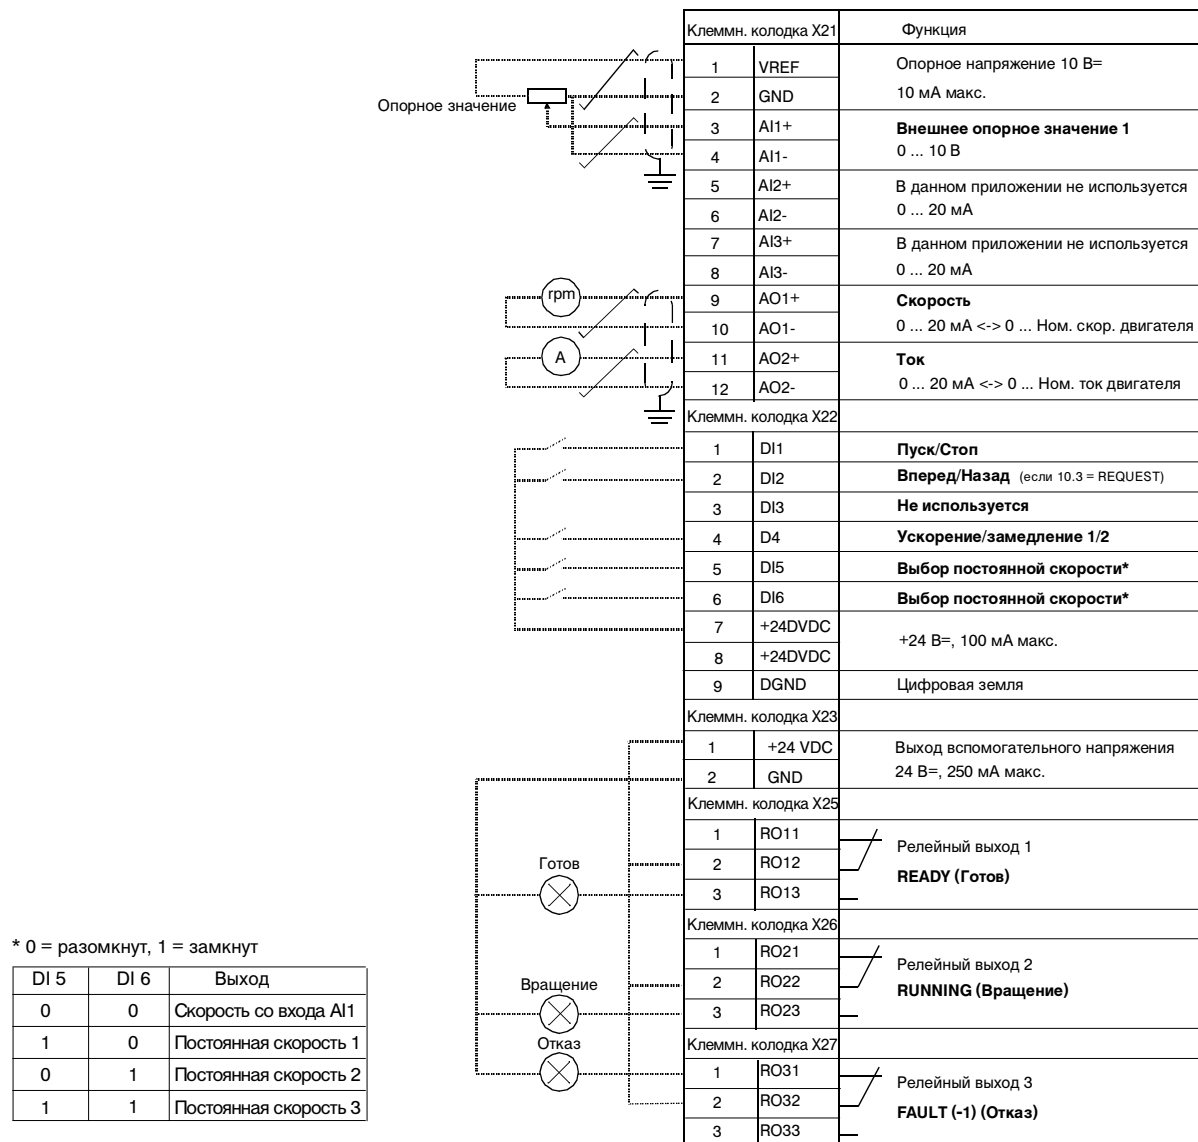 Клеммн. колодка X21 Функция
1 VREF Опорное напряжение 10 В=
2 GND 10 мА макс.
Опорное значение
3 AI1+ Внешнее опорное значение 1
4 AI1- 0 ... 10 В
5 AI2+ В данном приложении не используется
6 AI2- 0 ... 20 мА
7 AI3+ В данном приложении не используется
8 AI3- 0 ... 20 мА
rpm
9 AO1+ Скорость
10 AO1- 0 ... 20 мА <-> 0 ... Ном. скор. двигателя
A
11 AO2+ Ток
12 AO2- 0 ... 20 мА <-> 0 ... Ном. ток двигателя
Клеммн. колодка X22
1 DI1 Пуск/Стоп
2 DI2 Вперед/Назад (если 10.3 = REQUEST)
3 DI3 Не используется
4 D4 Ускорение/замедление 1/2
5 DI5 Выбор постоянной скорости*
6 DI6 Выбор постоянной скорости*
7 +24DVDC +24 В=, 100 мА макс.
8 +24DVDC
9 DGND Цифровая земля
Клеммн. колодка X23
1 +24 VDC Выход вспомогательного напряжения
2 GND 24 В=, 250 мА макс.
Клеммн. колодка X25
1 RO11 Релейный выход 1
Готов
2 RO12 READY (Готов)
3 RO13
Клеммн. колодка X26
1 RO21 Релейный выход 2
Вращение
2 RO22 RUNNING (Вращение)
3 RO23
Отказ
Клеммн. колодка X27
1 RO31 Релейный выход 3
2 RO32 FAULT (-1) (Отказ)
3 RO33
* 0 = разомкнут, 1 = замкнут
DI 5 DI 6 Выход
0 0 Скорость со входа AI1
1 0 Постоянная скорость 1
0 1 Постоянная скорость 2
1 1 Постоянная скорость 3